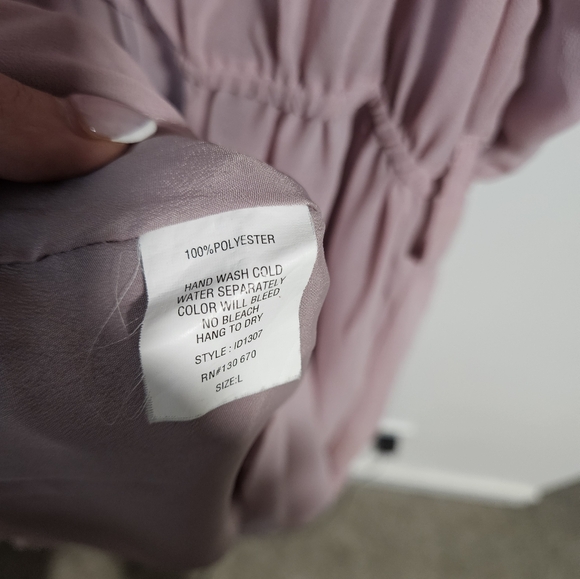 100%POLYESTER
HAND WASH COLD
WATER SEPARATELY
COLOR WILL BLEED
NO BLEACH
HANG TO DRY
STYLE : ID1307
RN#130 670
SIZE:L